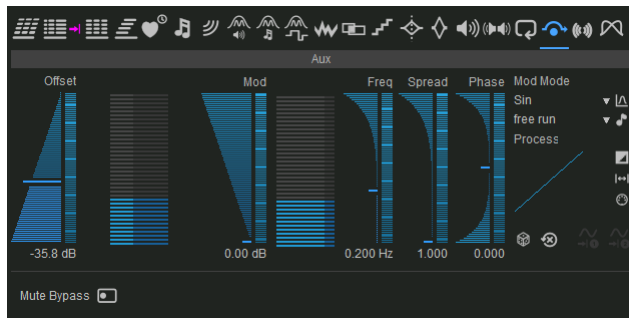 Aux
Offset Mod Freq Spread Phase Mod Mode
Sin
free run
Process
-35.8 dB 0.00 dB 0.200 Hz 1.000 0.000
Mute Bypass